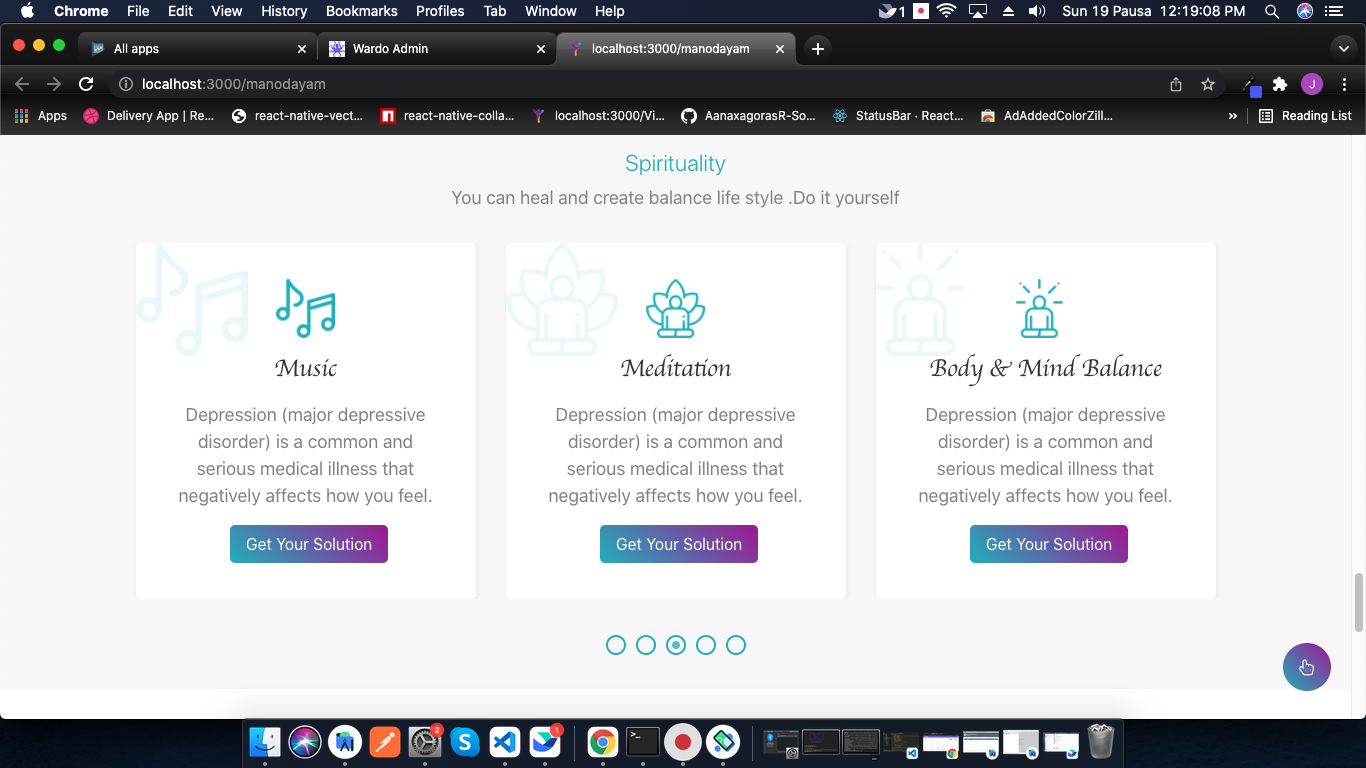 Chrome File Edit View History Bookmarks Profiles Tab Window Help 1 Sun 19 Pausa 12:19:08 PM
All apps Wardo Admin localhost:3000/manodayam
localhost:3000/manodayam J
Apps Delivery App | Re... react-native-vect... react-native-colla... localhost:3000/Vi... AanaxagorasR-So... StatusBar · React... AdAddedColorZill... » Reading List
Spirituality
You can heal and create balance life style .Do it yourself
Music
Depression (major depressive
disorder) is a common and
serious medical illness that
negatively affects how you feel.
Get Your Solution
Meditation
Depression (major depressive
disorder) is a common and
serious medical illness that
negatively affects how you feel.
Get Your Solution
Body & Mind Balance
Depression (major depressive
disorder) is a common and
serious medical illness that
negatively affects how you feel.
Get Your Solution
2 1